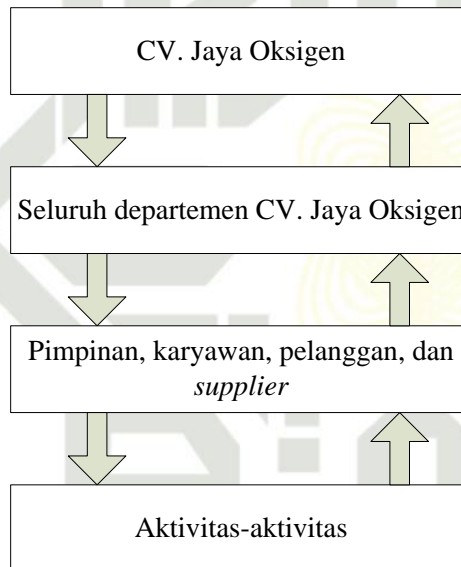 CV. Jaya Oksigen
Seluruh departemen CV. Jaya Oksigen
Pimpinan, karyawan, pelanggan, dan
supplier
Aktivitas-aktivitas